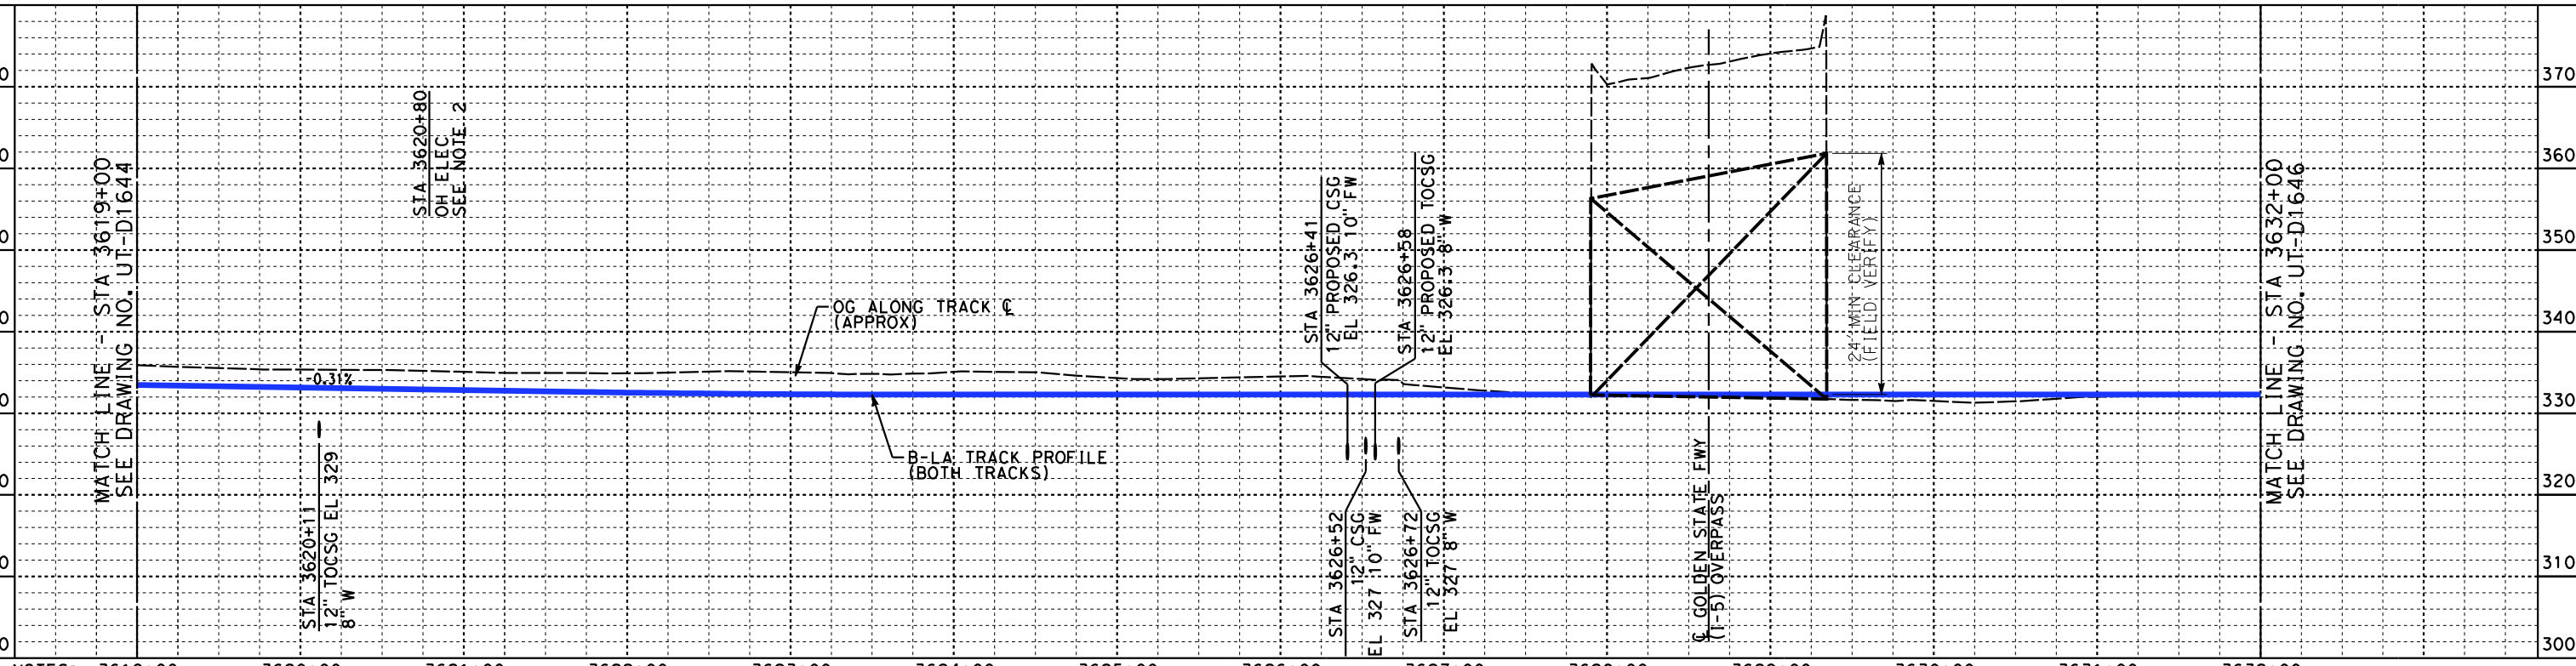 MATCH LINE - STA 3619+00
SEE DRAWING NO. UT-D1644
STA 3620+80
OH ELEC
SEE NOTE 2
-0.31%
STA 3620+11
12" TOCSG EL 329
8" W
OG ALONG TRACK ℄
(APPROX)
B-LA TRACK PROFILE
(BOTH TRACKS)
STA 3626+41
12" PROPOSED CSG
EL 326.3 10" FW
STA 3626+58
12" PROPOSED TOCSG
EL 326.3 8" W
STA 3626+52
12" CSG
EL 327 10" FW
STA 3626+72
12" TOCSG
EL 327 8" W
℄ GOLDEN STATE FWY
(I-5) OVERPASS
24' MIN CLEARANCE
(FIELD VERIFY)
MATCH LINE - STA 3632+00
SEE DRAWING NO. UT-D1646
370
360
350
340
330
320
310
300